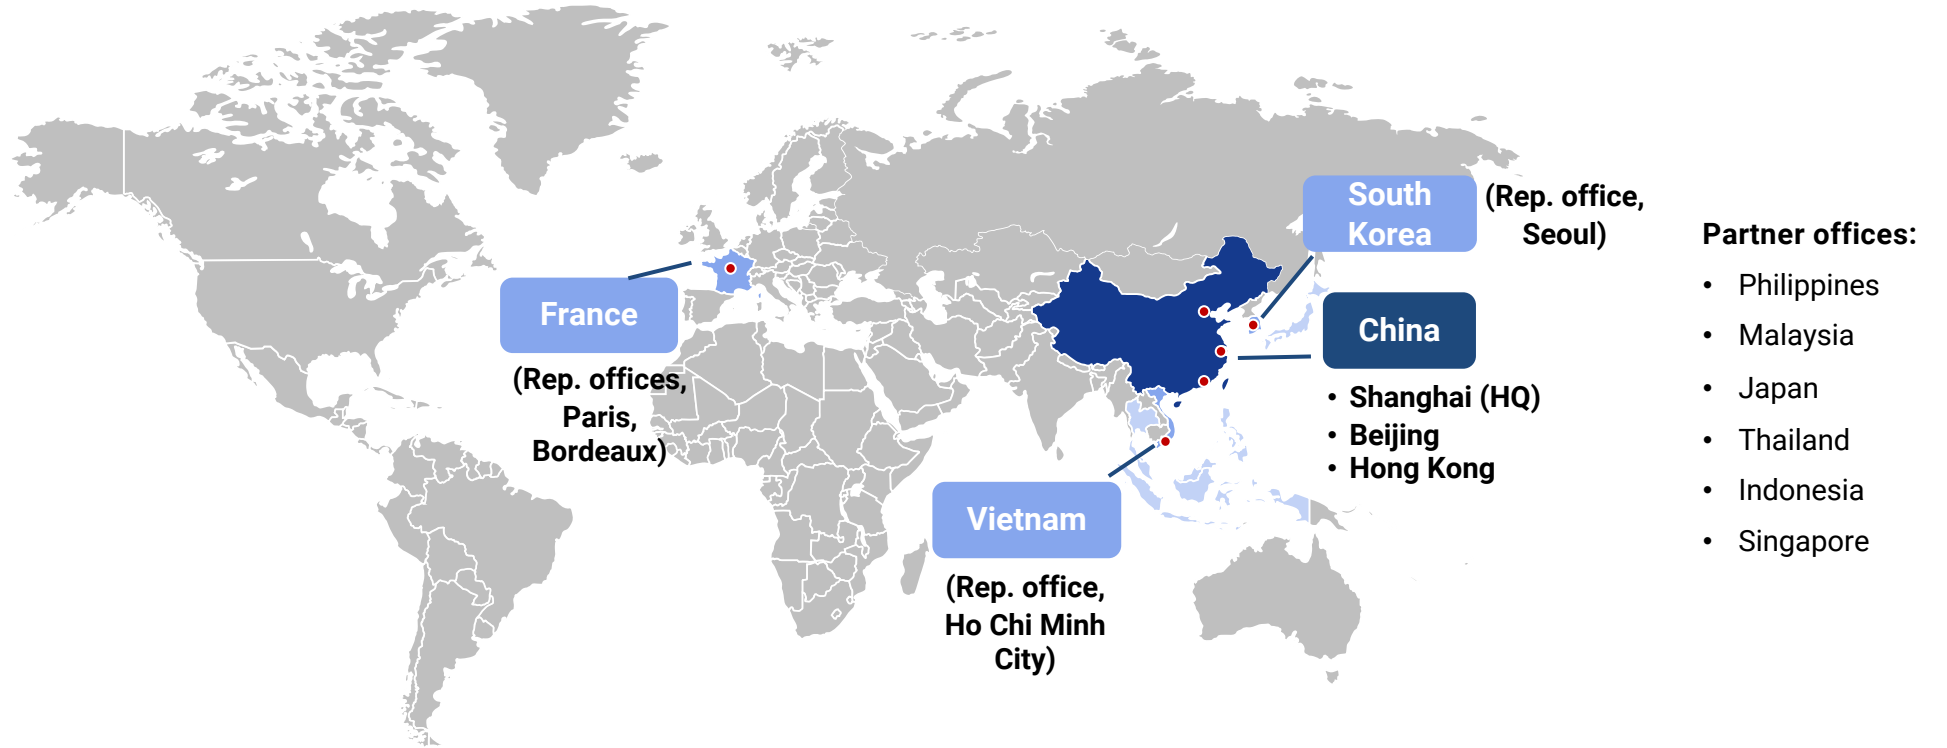 South
Korea
(Rep. office,
Seoul)
France
(Rep. offices,
Paris,
Bordeaux)
China
• Shanghai (HQ)
• Beijing
• Hong Kong
Vietnam
(Rep. office,
Ho Chi Minh
City)
Partner offices:
• Philippines
• Malaysia
• Japan
• Thailand
• Indonesia
• Singapore